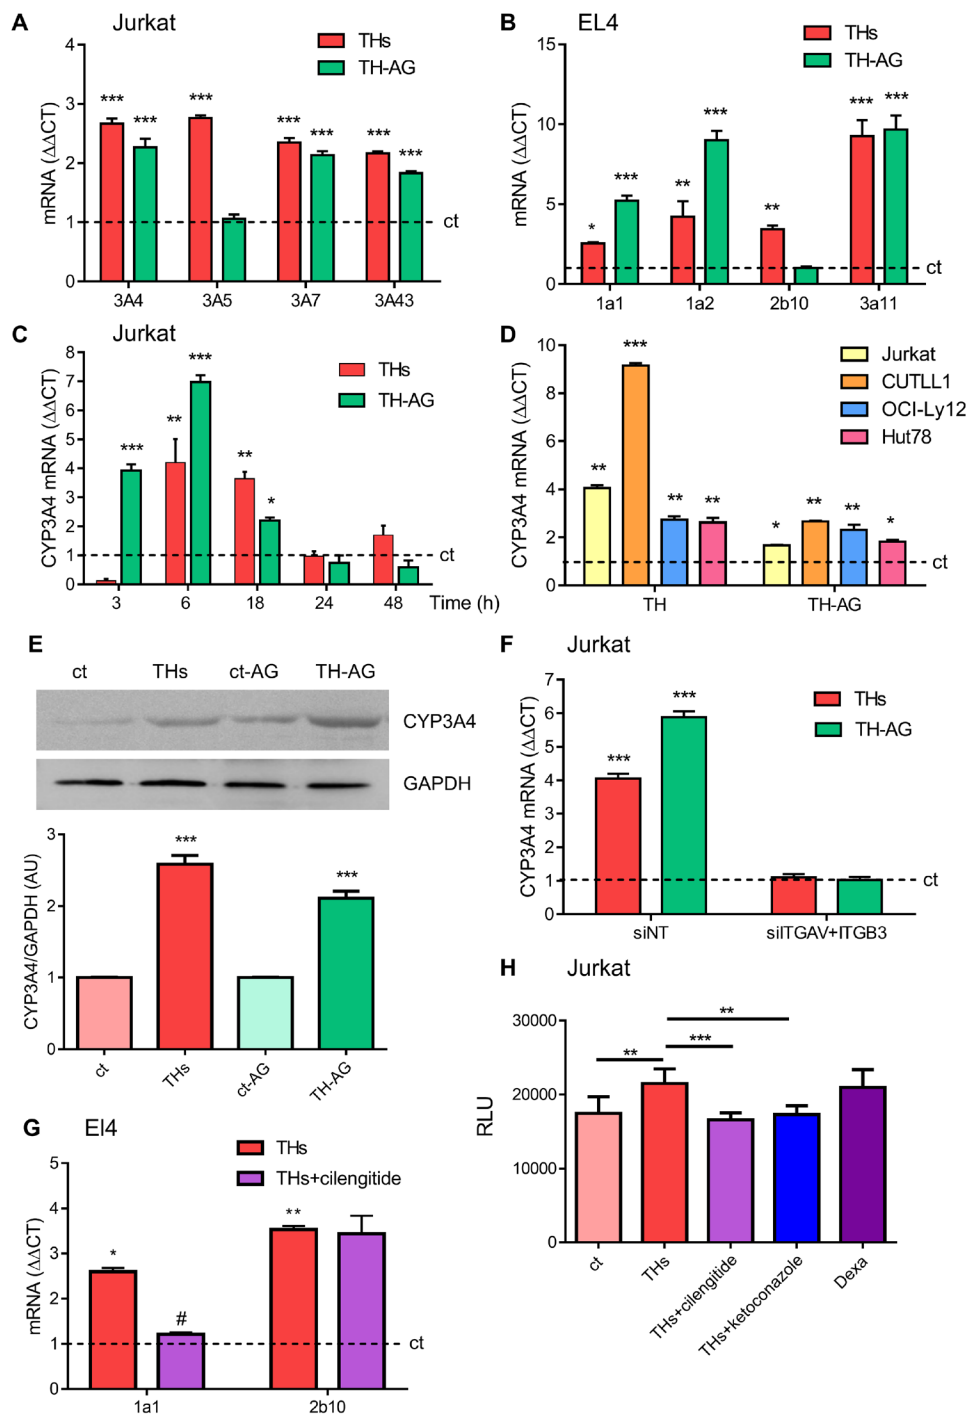 A Jurkat
THs
TH-AG
mRNA (ΔΔCT)
4
3
2
1
0
*** *** *** *** *** *** ***
ct
3A4 3A5 3A7 3A43
B EL4
THs
TH-AG
mRNA (ΔΔCT)
15
10
5
0
* *** ** *** ** *** ***
ct
1a1 1a2 2b10 3a11
C Jurkat
THs
TH-AG
CYP3A4 mRNA (ΔΔCT)
8
7
6
5
4
3
2
1
0
*** ** *** ** *
ct
3 6 18 24 48 Time (h)
D
Jurkat
CUTLL1
OCI-Ly12
Hut78
CYP3A4 mRNA (ΔΔCT)
10
8
6
4
2
0
** *** ** ** * ** ** *
ct
TH TH-AG
E
ct THs ct-AG TH-AG
CYP3A4
GAPDH
CYP3A4/GAPDH (AU)
3
2
1
0
*** ***
ct THs ct-AG TH-AG
F Jurkat
THs
TH-AG
CYP3A4 mRNA (ΔΔCT)
7
6
5
4
3
2
1
0
*** ***
ct
siNT siITGAV+ITGB3
G El4
THs
THs+cilengitide
mRNA (ΔΔCT)
5
4
3
2
1
0
* # **
ct
1a1 2b10
H Jurkat
RLU
30000
20000
10000
0
**
***
**
ct THs THs+cilengitide THs+ketoconazole Dexa